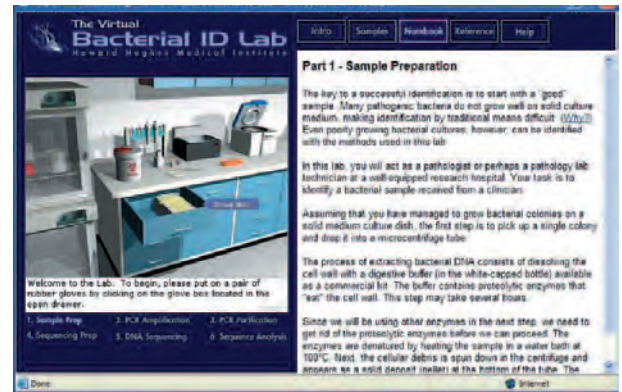 The Virtual
Bacterial ID Lab
Howard Hughes Medical Institute
Intro
Samples
Notebook
Reference
Help
Welcome to the Lab. To begin, please put on a pair of
rubber gloves by clicking on the glove box located in the
open drawer.
1. Sample Prep
2. PCR Amplification
3. PCR Purification
4. Sequencing Prep
5. DNA Sequencing
6. Sequence Analysis
Part 1 - Sample Preparation
The key to a successful identification is to start with a "good"
sample. Many pathogenic bacteria do not grow well on solid culture
medium, making identification by traditional means difficult. (Why?)
Even poorly growing bacterial cultures, however, can be identified
with the methods used in this lab.
In this lab, you will act as a pathologist or perhaps a pathology lab
technician at a well-equipped research hospital. Your task is to
identify a bacterial sample received from a clinician.
Assuming that you have managed to grow bacterial colonies on a
solid medium culture dish, the first step is to pick up a single colony
and drop it into a microcentrifuge tube.
The process of extracting bacterial DNA consists of dissolving the
cell wall with a digestive buffer (in the white-capped bottle) available
as a commercial kit. The buffer contains proteolytic enzymes that
"eat" the cell wall. This step may take several hours.
Since we will be using other enzymes in the next step, we need to
get rid of the proteolytic enzymes before we can proceed. The
enzymes are denatured by heating the sample in a water bath at
100°C. Next, the cellular debris is spun down in the centrifuge and
appears as a solid deposit (pellet) at the bottom of the tube. The
Done
Internet